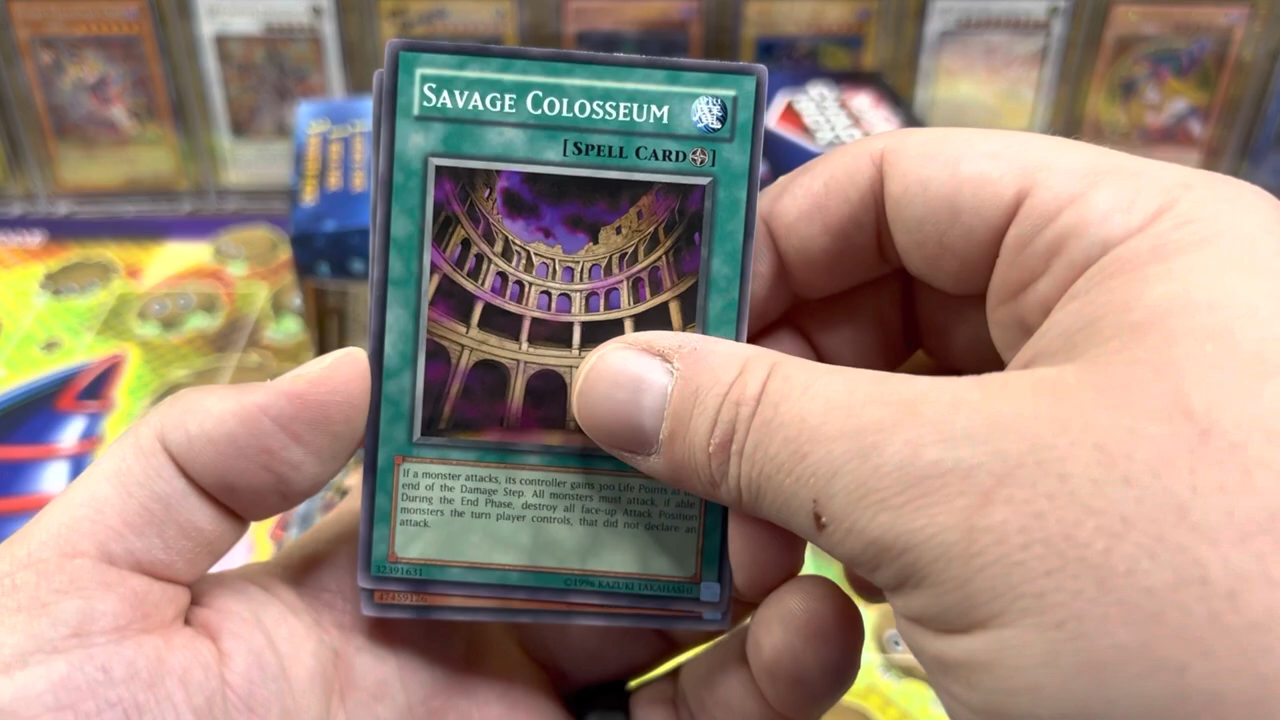 SAVAGE COLOSSEUM
[SPELL CARD]
If a monster attacks, its controller gains 300 Life Points at
end of the Damage Step. All monsters must attack, if able
During the End Phase, destroy all face-up Attack Position
monsters the turn player controls, that did not declare an
attack.
32391631
©1996 KAZUKI TAKAHASHI